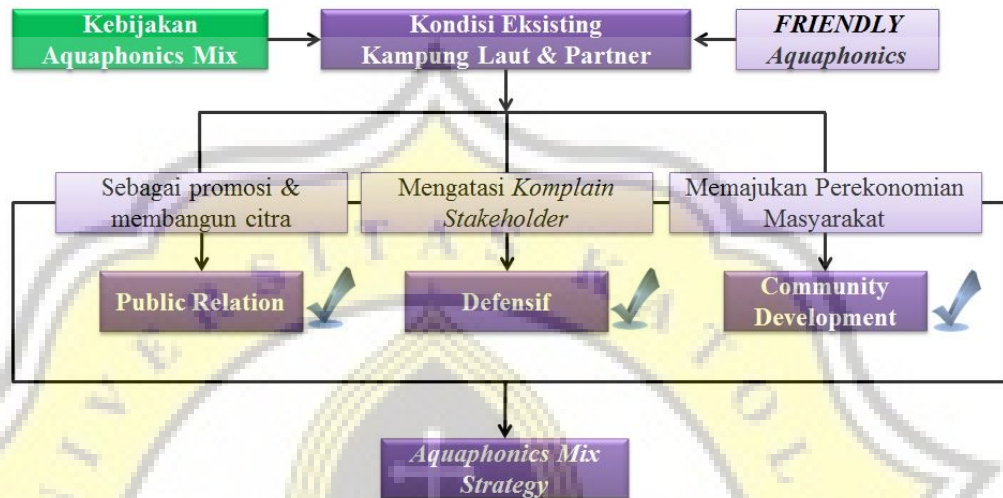 Kebijakan
Aquaphonics Mix
Kondisi Eksisting
Kampung Laut & Partner
FRIENDLY
Aquaphonics
Sebagai promosi &
membangun citra
Mengatasi Komplain
Stakeholder
Memajukan Perekonomian
Masyarakat
Public Relation
Defensif
Community
Development
Aquaphonics Mix
Strategy